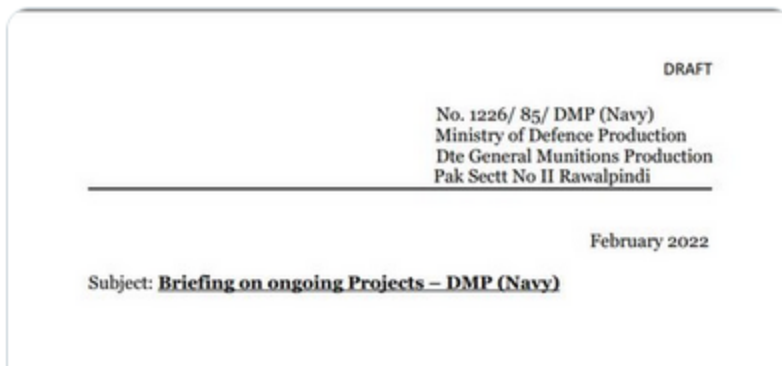 DRAFT
No. 1226/ 85/ DMP (Navy)
Ministry of Defence Production
Dte General Munitions Production
Pak Sectt No II Rawalpindi
February 2022
Subject: Briefing on ongoing Projects – DMP (Navy)